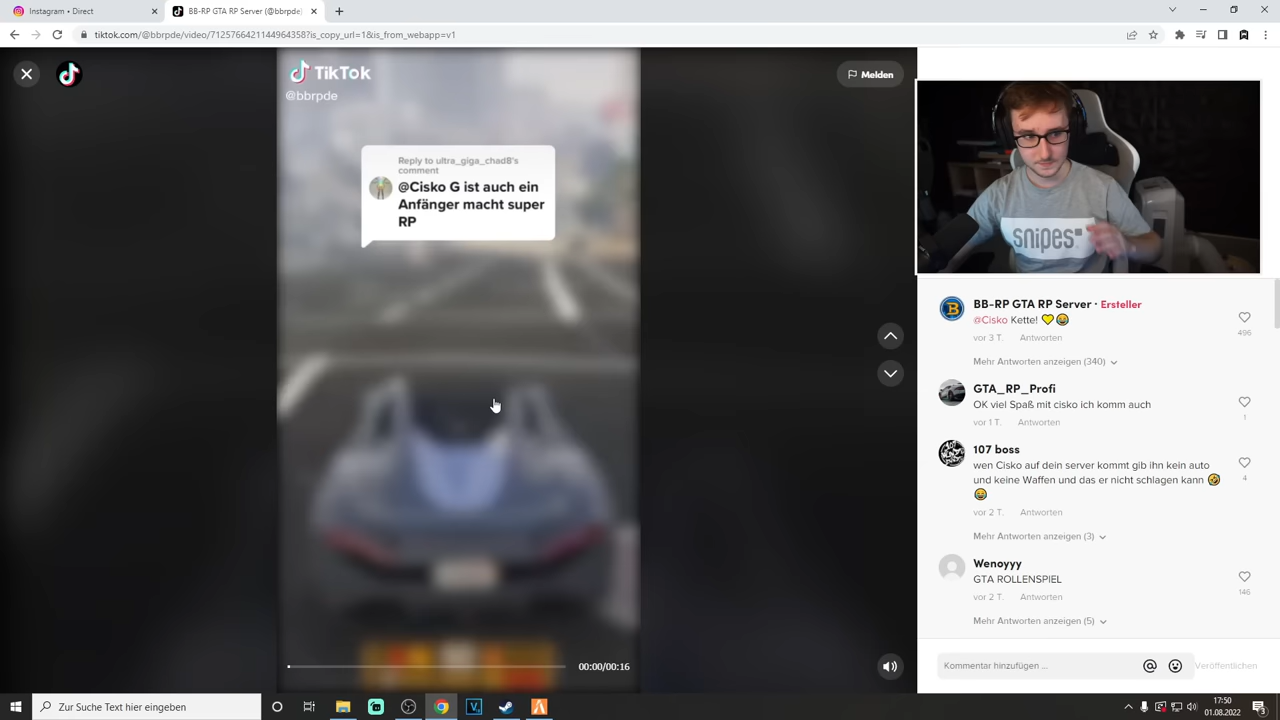 Instagram • Direct
BB-RP GTA RP Server (@bbrpde)
tiktok.com/@bbrpde/video/7125766421144964358?is_copy_url=1&is_from_webapp=v1
TikTok
@bbrpde
Melden
Reply to ultra_giga_chadB's
comment
@Cisko G ist auch ein
Anfänger macht super
RP
snipes
BB-RP GTA RP Server · Ersteller
@Cisko Kette! 💛😂
496
vor 3 T. Antworten
Mehr Antworten anzeigen (340)
GTA_RP_Profi
OK viel Spaß mit cisko ich komm auch
1
vor 1 T. Antworten
107 boss
wen Cisko auf dein server kommt gib ihn kein auto
und keine Waffen und das er nicht schlagen kann 🤣
😂
4
vor 2 T. Antworten
Mehr Antworten anzeigen (3)
Wenoyyy
GTA ROLLENSPIEL
146
vor 2 T. Antworten
Mehr Antworten anzeigen (5)
00:00/00:16
Kommentar hinzufügen ...
Veröffentlichen
Zur Suche Text hier eingeben
17:50
01.08.2022
3